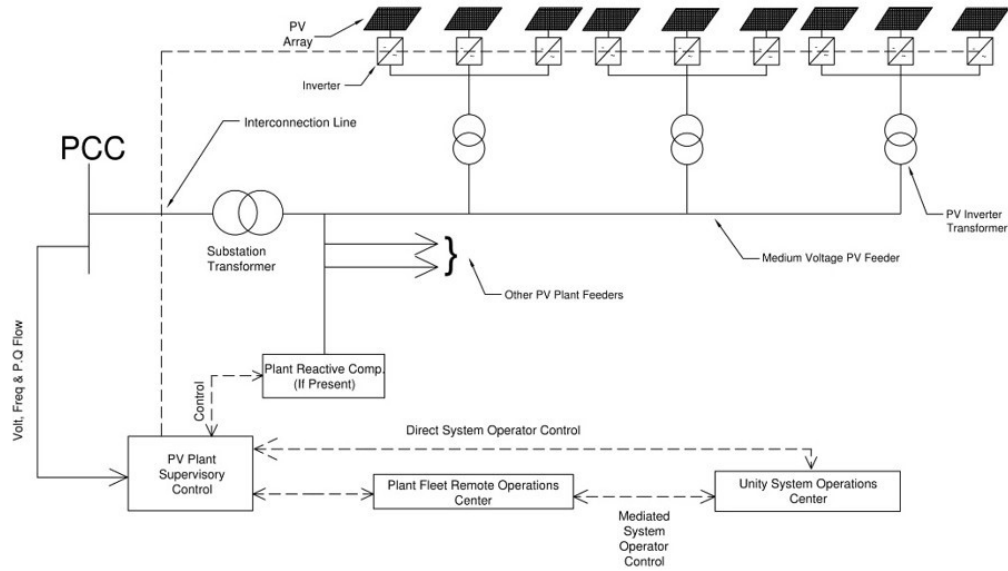 PV
Array
Inverter
Interconnection Line
PCC
Substation
Transformer
PV Inverter
Transformer
Medium Voltage PV Feeder
Other PV Plant Feeders
}
Volt, Freq & P.Q Flow
Plant Reactive Comp.
(If Present)
Control
Direct System Operator Control
PV Plant
Supervisory
Control
Plant Fleet Remote Operations
Center
Unity System Operations
Center
Mediated
System
Operator
Control